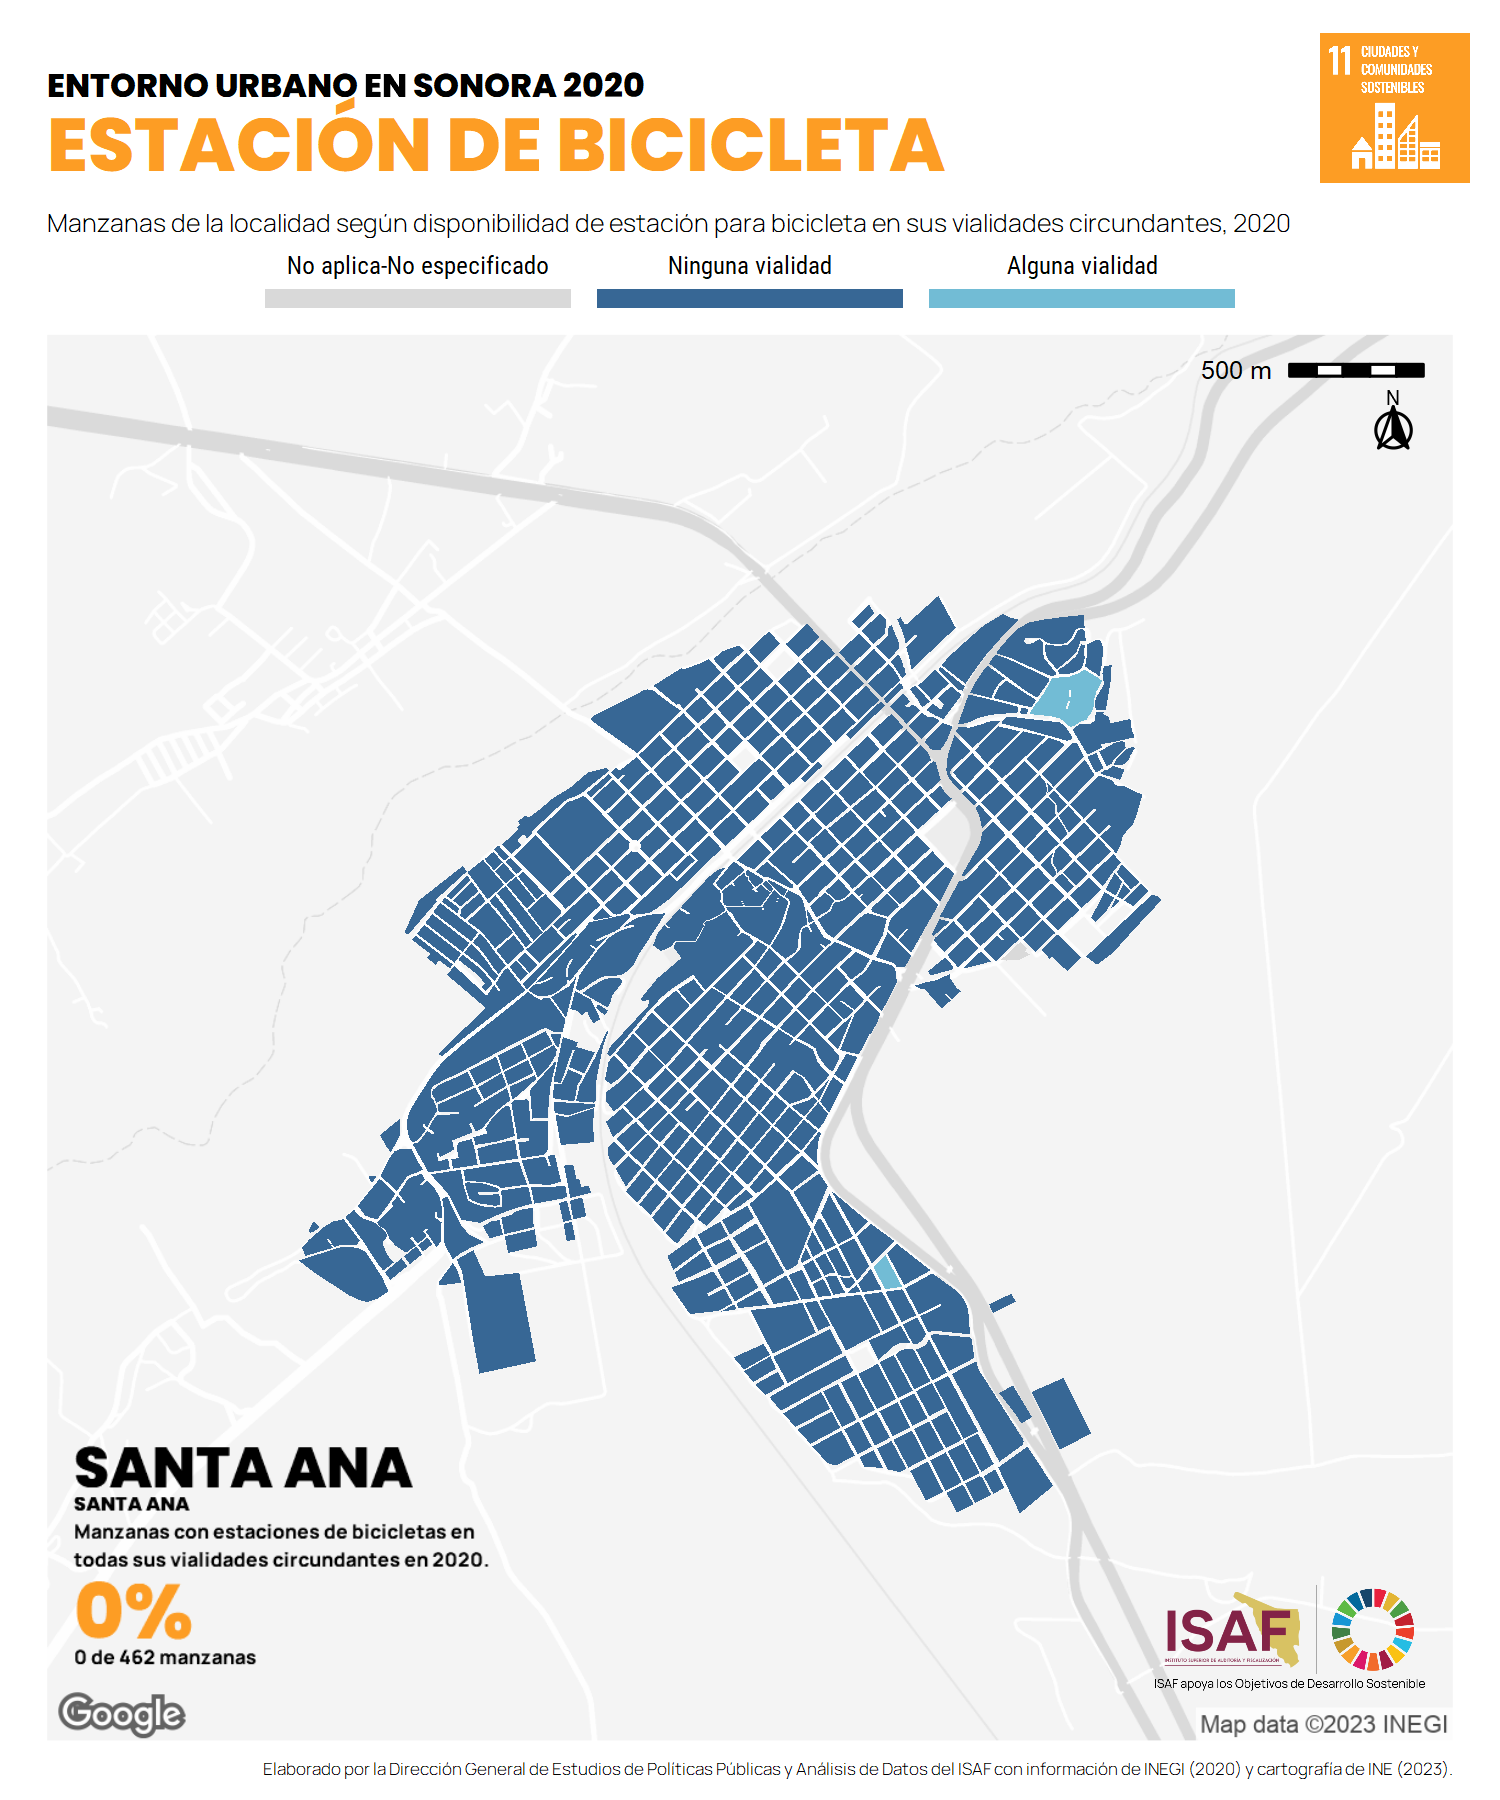 ENTORNO URBANO EN SONORA 2020
ESTACIÓN DE BICICLETA
11 CIUDADES Y
COMUNIDADES
SOSTENIBLES
Manzanas de la localidad según disponibilidad de estación para bicicleta en sus vialidades circundantes, 2020
No aplica-No especificado Ninguna vialidad Alguna vialidad
500 m
N
SANTA ANA
SANTA ANA
Manzanas con estaciones de bicicletas en
todas sus vialidades circundantes en 2020.
0%
0 de 462 manzanas
ISAF
INSTITUTO SUPERIOR DE AUDITORÍA Y FISCALIZACIÓN
ISAF apoya los Objetivos de Desarrollo Sostenible
Google
Map data ©2023 INEGI
Elaborado por la Dirección General de Estudios de Políticas Públicas y Análisis de Datos del ISAF con información de INEGI (2020) y cartografía de INE (2023).